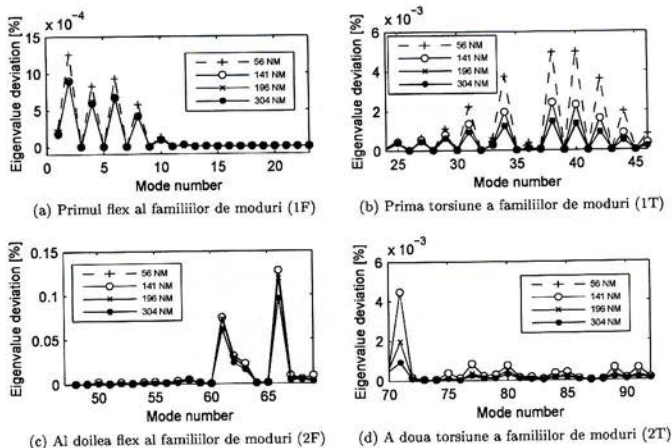 x 10⁻⁴
15
10
5
0
Eigenvalue deviation [%]
56 NM
141 NM
196 NM
304 NM
0 5 10 15 20
Mode number
(a) Primul flex al familiilor de moduri (1F)
x 10⁻³
6
4
2
0
Eigenvalue deviation [%]
56 NM
141 NM
196 NM
304 NM
25 30 35 40 45
Mode number
(b) Prima torsiune a familiilor de moduri (1T)
0.15
0.1
0.05
0
Eigenvalue deviation [%]
56 NM
141 NM
196 NM
304 NM
50 55 60 65
Mode number
(c) Al doilea flex al familiilor de moduri (2F)
x 10⁻³
6
4
2
0
Eigenvalue deviation [%]
56 NM
141 NM
196 NM
304 NM
70 75 80 85 90
Mode number
(d) A doua torsiune a familiilor de moduri (2T)